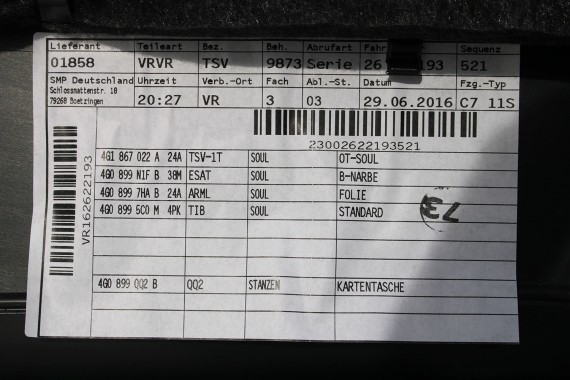 Lieferant Teileart Bez. Beh. Abrufart Sequenz
01858 VRVR TSV 9873 Serie 193 521
SMP Deutschland Uhrzeit Verb.-Ort Fach Abl.-St. Datum Fzg.-Typ
Schlossmattenstr. 18
79268 Boetzingen 20:27 VR 3 03 29.06.2016 C7 11S
23002622193521
VR162622193
4G1 867 022 A 24A TSV-1T SOUL OT-SOUL
4G0 899 N1F B 38M ESAT SOUL B-NARBE
4G0 899 7HA B 24A ARML SOUL FOLIE
4G0 899 5C0 M 4PK TIB SOUL STANDARD
73
4G0 899 QQ2 B QQ2 STANZEN KARTENTASCHE